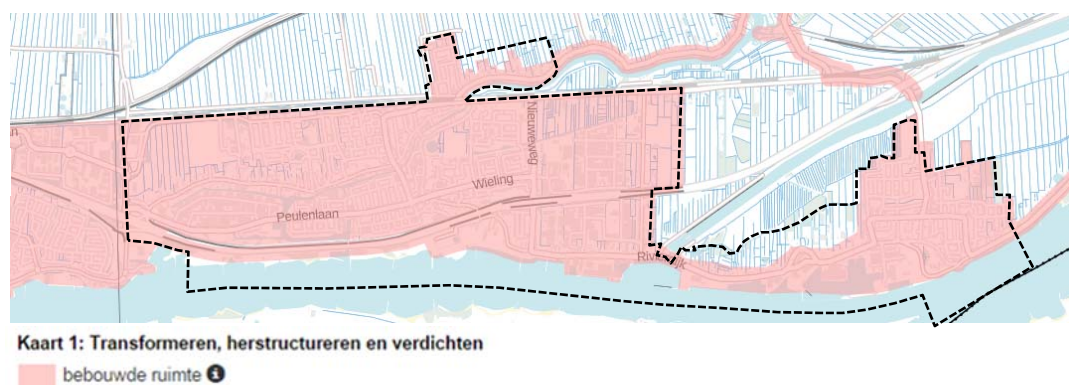 Nieuweweg
Wieling
Peulenlaan
Kaart 1: Transformeren, herstructureren en verdichten
bebouwde ruimte